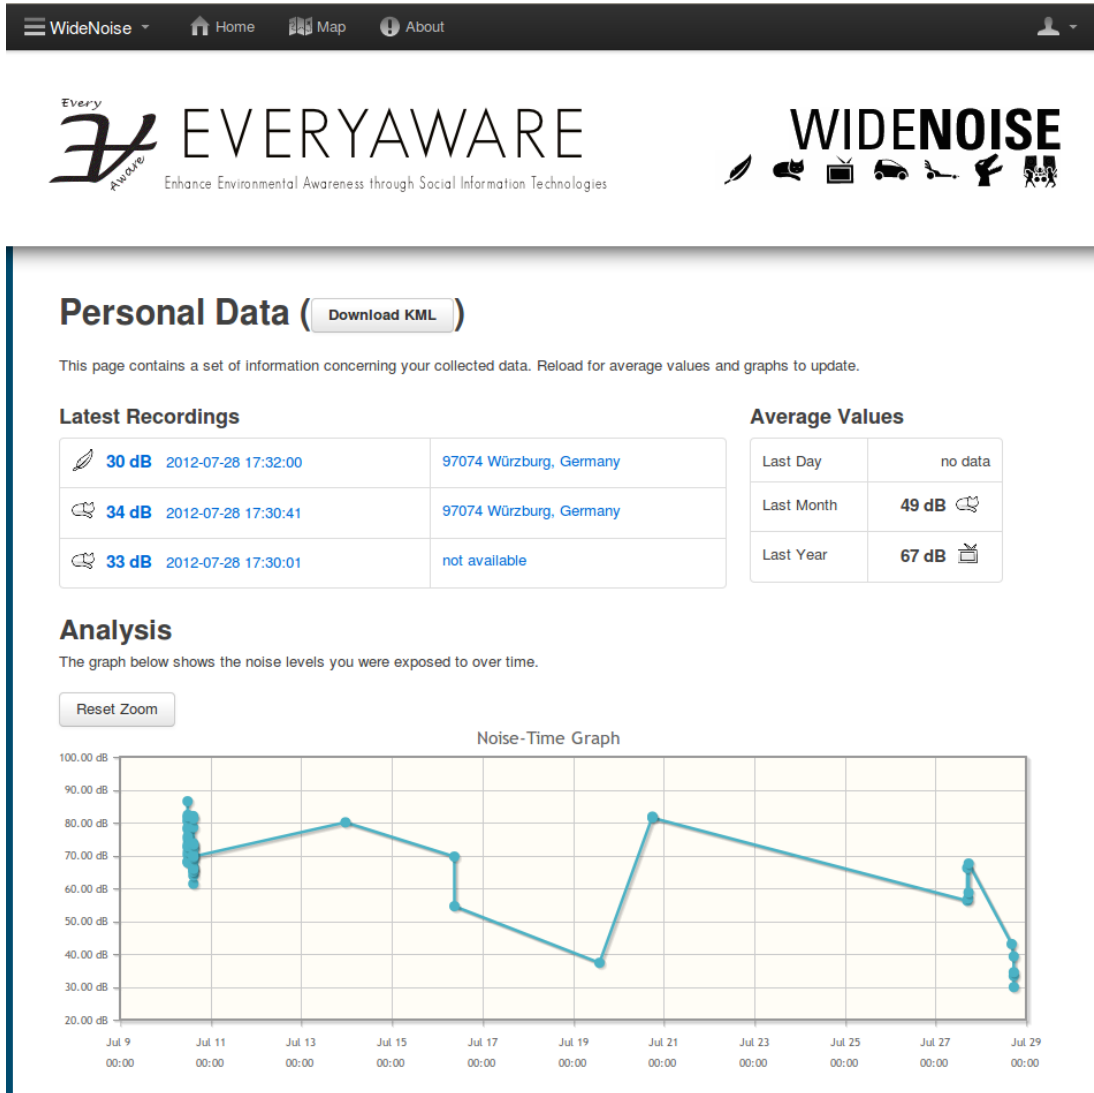 WideNoise Home Map About
Every
Aware
EVERYAWARE
Enhance Environmental Awareness through Social Information Technologies
WIDENOISE
Personal Data (Download KML)
This page contains a set of information concerning your collected data. Reload for average values and graphs to update.
Latest Recordings
30 dB 2012-07-28 17:32:00 97074 Würzburg, Germany
34 dB 2012-07-28 17:30:41 97074 Würzburg, Germany
33 dB 2012-07-28 17:30:01 not available
Average Values
Last Day no data
Last Month 49 dB
Last Year 67 dB
Analysis
The graph below shows the noise levels you were exposed to over time.
Reset Zoom
Noise-Time Graph
100.00 dB
90.00 dB
80.00 dB
70.00 dB
60.00 dB
50.00 dB
40.00 dB
30.00 dB
20.00 dB
Jul 9 Jul 11 Jul 13 Jul 15 Jul 17 Jul 19 Jul 21 Jul 23 Jul 25 Jul 27 Jul 29
00:00 00:00 00:00 00:00 00:00 00:00 00:00 00:00 00:00 00:00 00:00